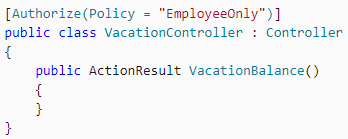 [Authorize(Policy = "EmployeeOnly")]
public class VacationController : Controller
{
    public ActionResult VacationBalance()
    {
    }
}